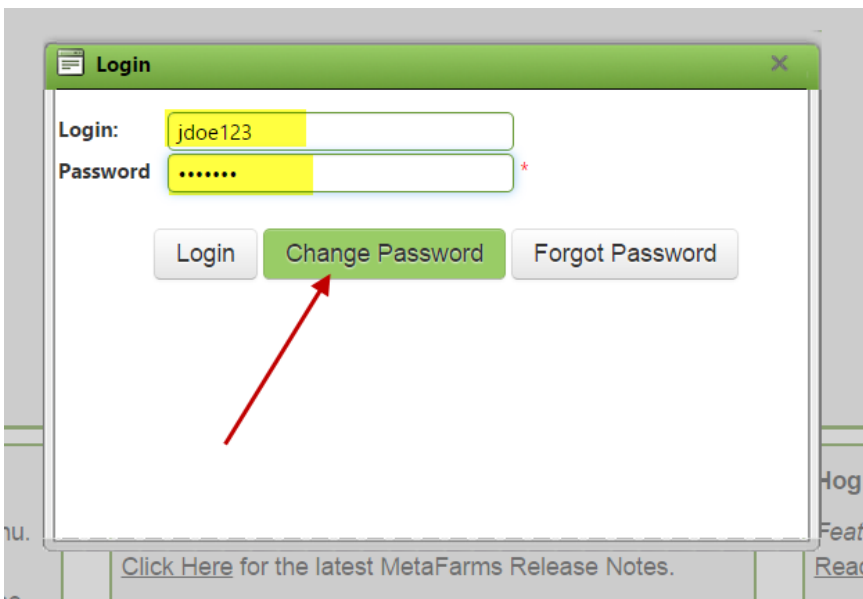 Login
Login: jdoe123
Password ••••••• *
Login Change Password Forgot Password
Hog
nu.
Feat
Click Here for the latest MetaFarms Release Notes.
Read